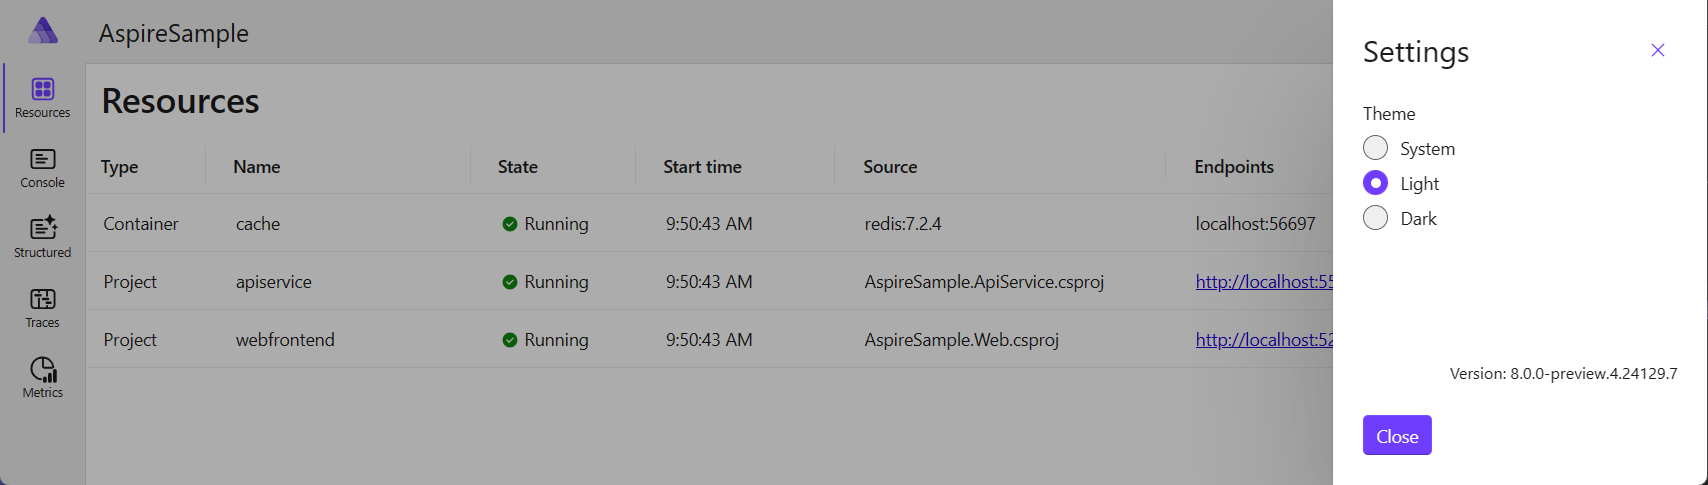 AspireSample
Resources
Console
Structured
Traces
Metrics
Resources
Type Name State Start time Source Endpoints
Container cache Running 9:50:43 AM redis:7.2.4 localhost:56697
Project apiservice Running 9:50:43 AM AspireSample.ApiService.csproj http://localhost:55
Project webfrontend Running 9:50:43 AM AspireSample.Web.csproj http://localhost:52
Settings
Theme
System
Light
Dark
Version: 8.0.0-preview.4.24129.7
Close